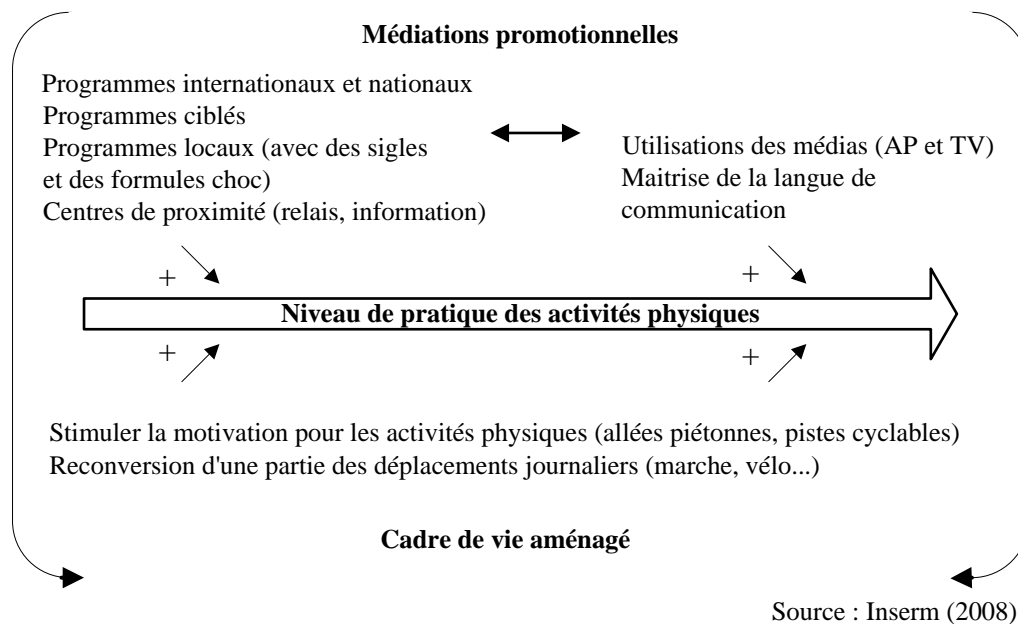 Médiations promotionnelles
Programmes internationaux et nationaux
Programmes ciblés
Programmes locaux (avec des sigles
et des formules choc)
Centres de proximité (relais, information)
Utilisations des médias (AP et TV)
Maitrise de la langue de
communication
+
+
Niveau de pratique des activités physiques
+
+
Stimuler la motivation pour les activités physiques (allées piétonnes, pistes cyclables)
Reconversion d'une partie des déplacements journaliers (marche, vélo...)
Cadre de vie aménagé
Source : Inserm (2008)